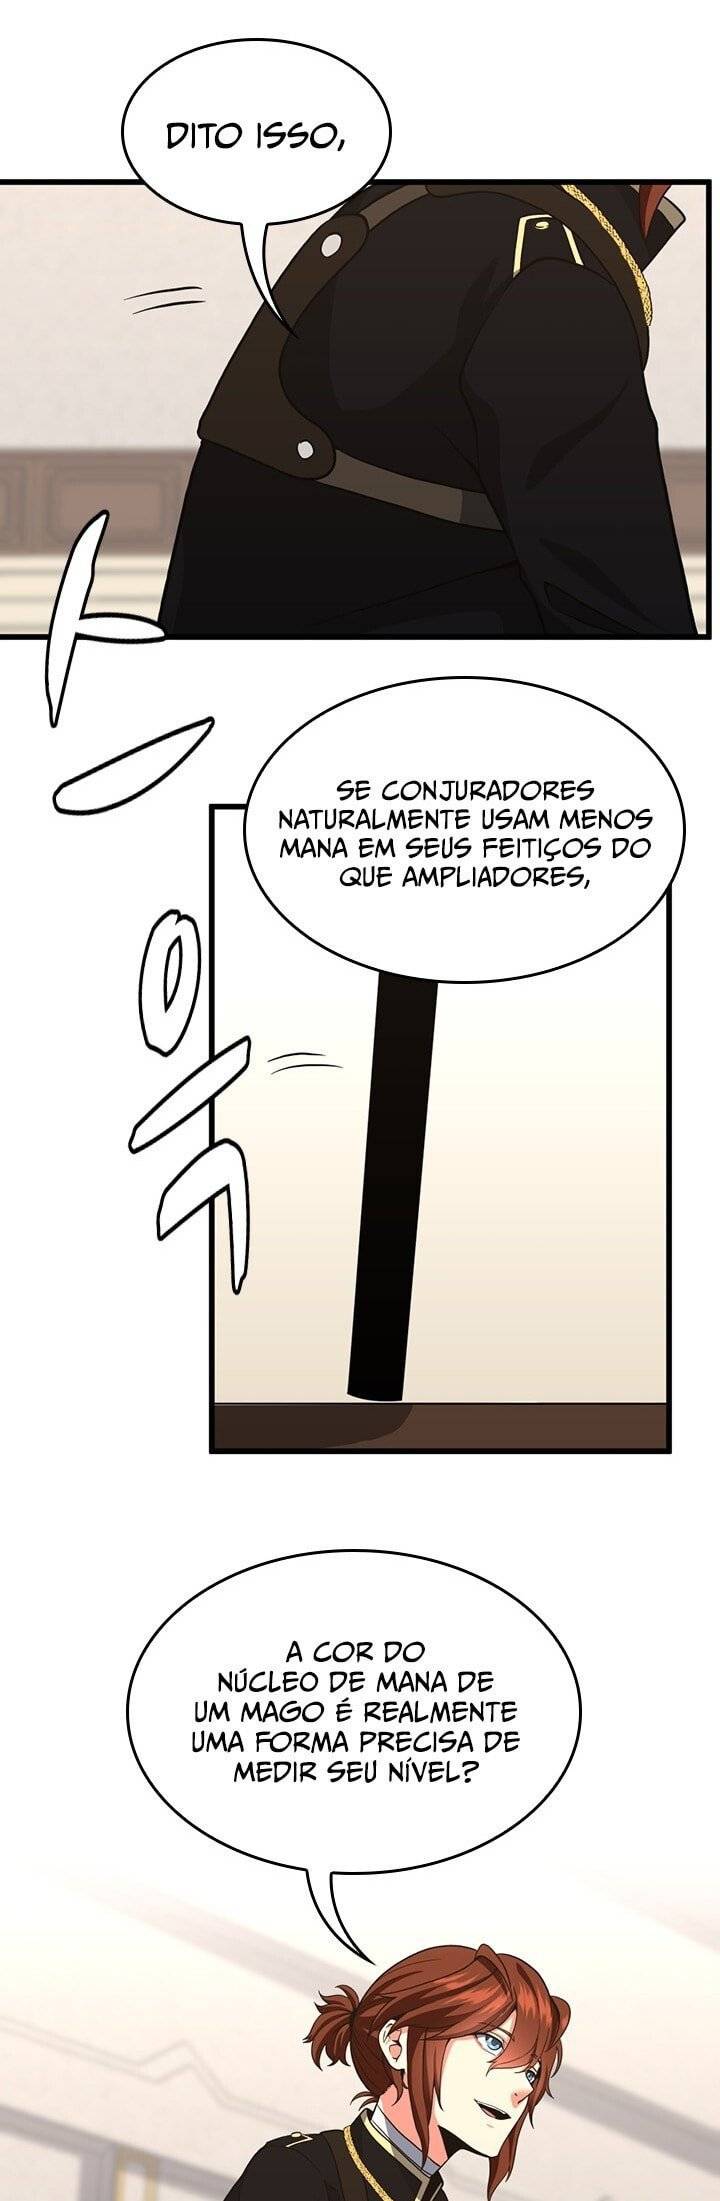 DITO ISSO,
ト
SE CONJURADORES
NATURALMENTE USAM MENOS
MANA EM SEUS FEITIÇOS DO
QUE AMPLIADORES,
A COR DO
NÚCLEO DE MANA DE
UM MAGO É REALMENTE
UMA FORMA PRECISA DE
MEDIR SEU NÍVEL?